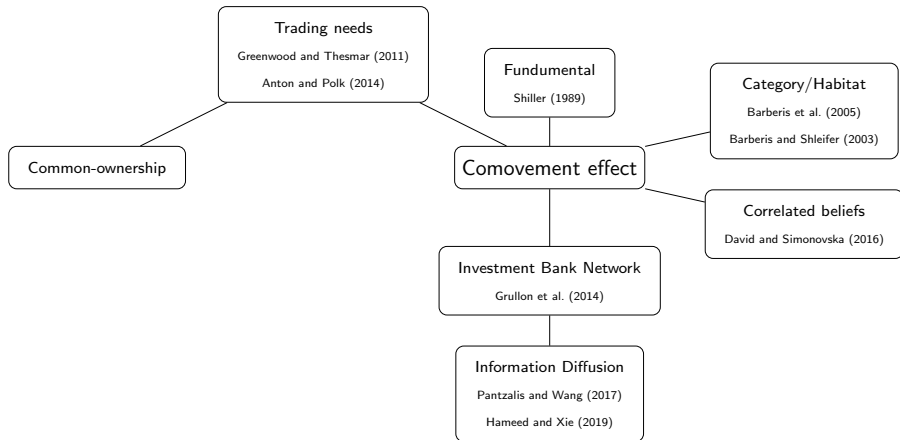 Trading needs
Greenwood and Thesmar (2011)
Anton and Polk (2014)
Fundumental
Shiller (1989)
Category/Habitat
Barberis et al. (2005)
Barberis and Shleifer (2003)
Common-ownership
Comovement effect
Correlated beliefs
David and Simonovska (2016)
Investment Bank Network
Grullon et al. (2014)
Information Diffusion
Pantzalis and Wang (2017)
Hameed and Xie (2019)